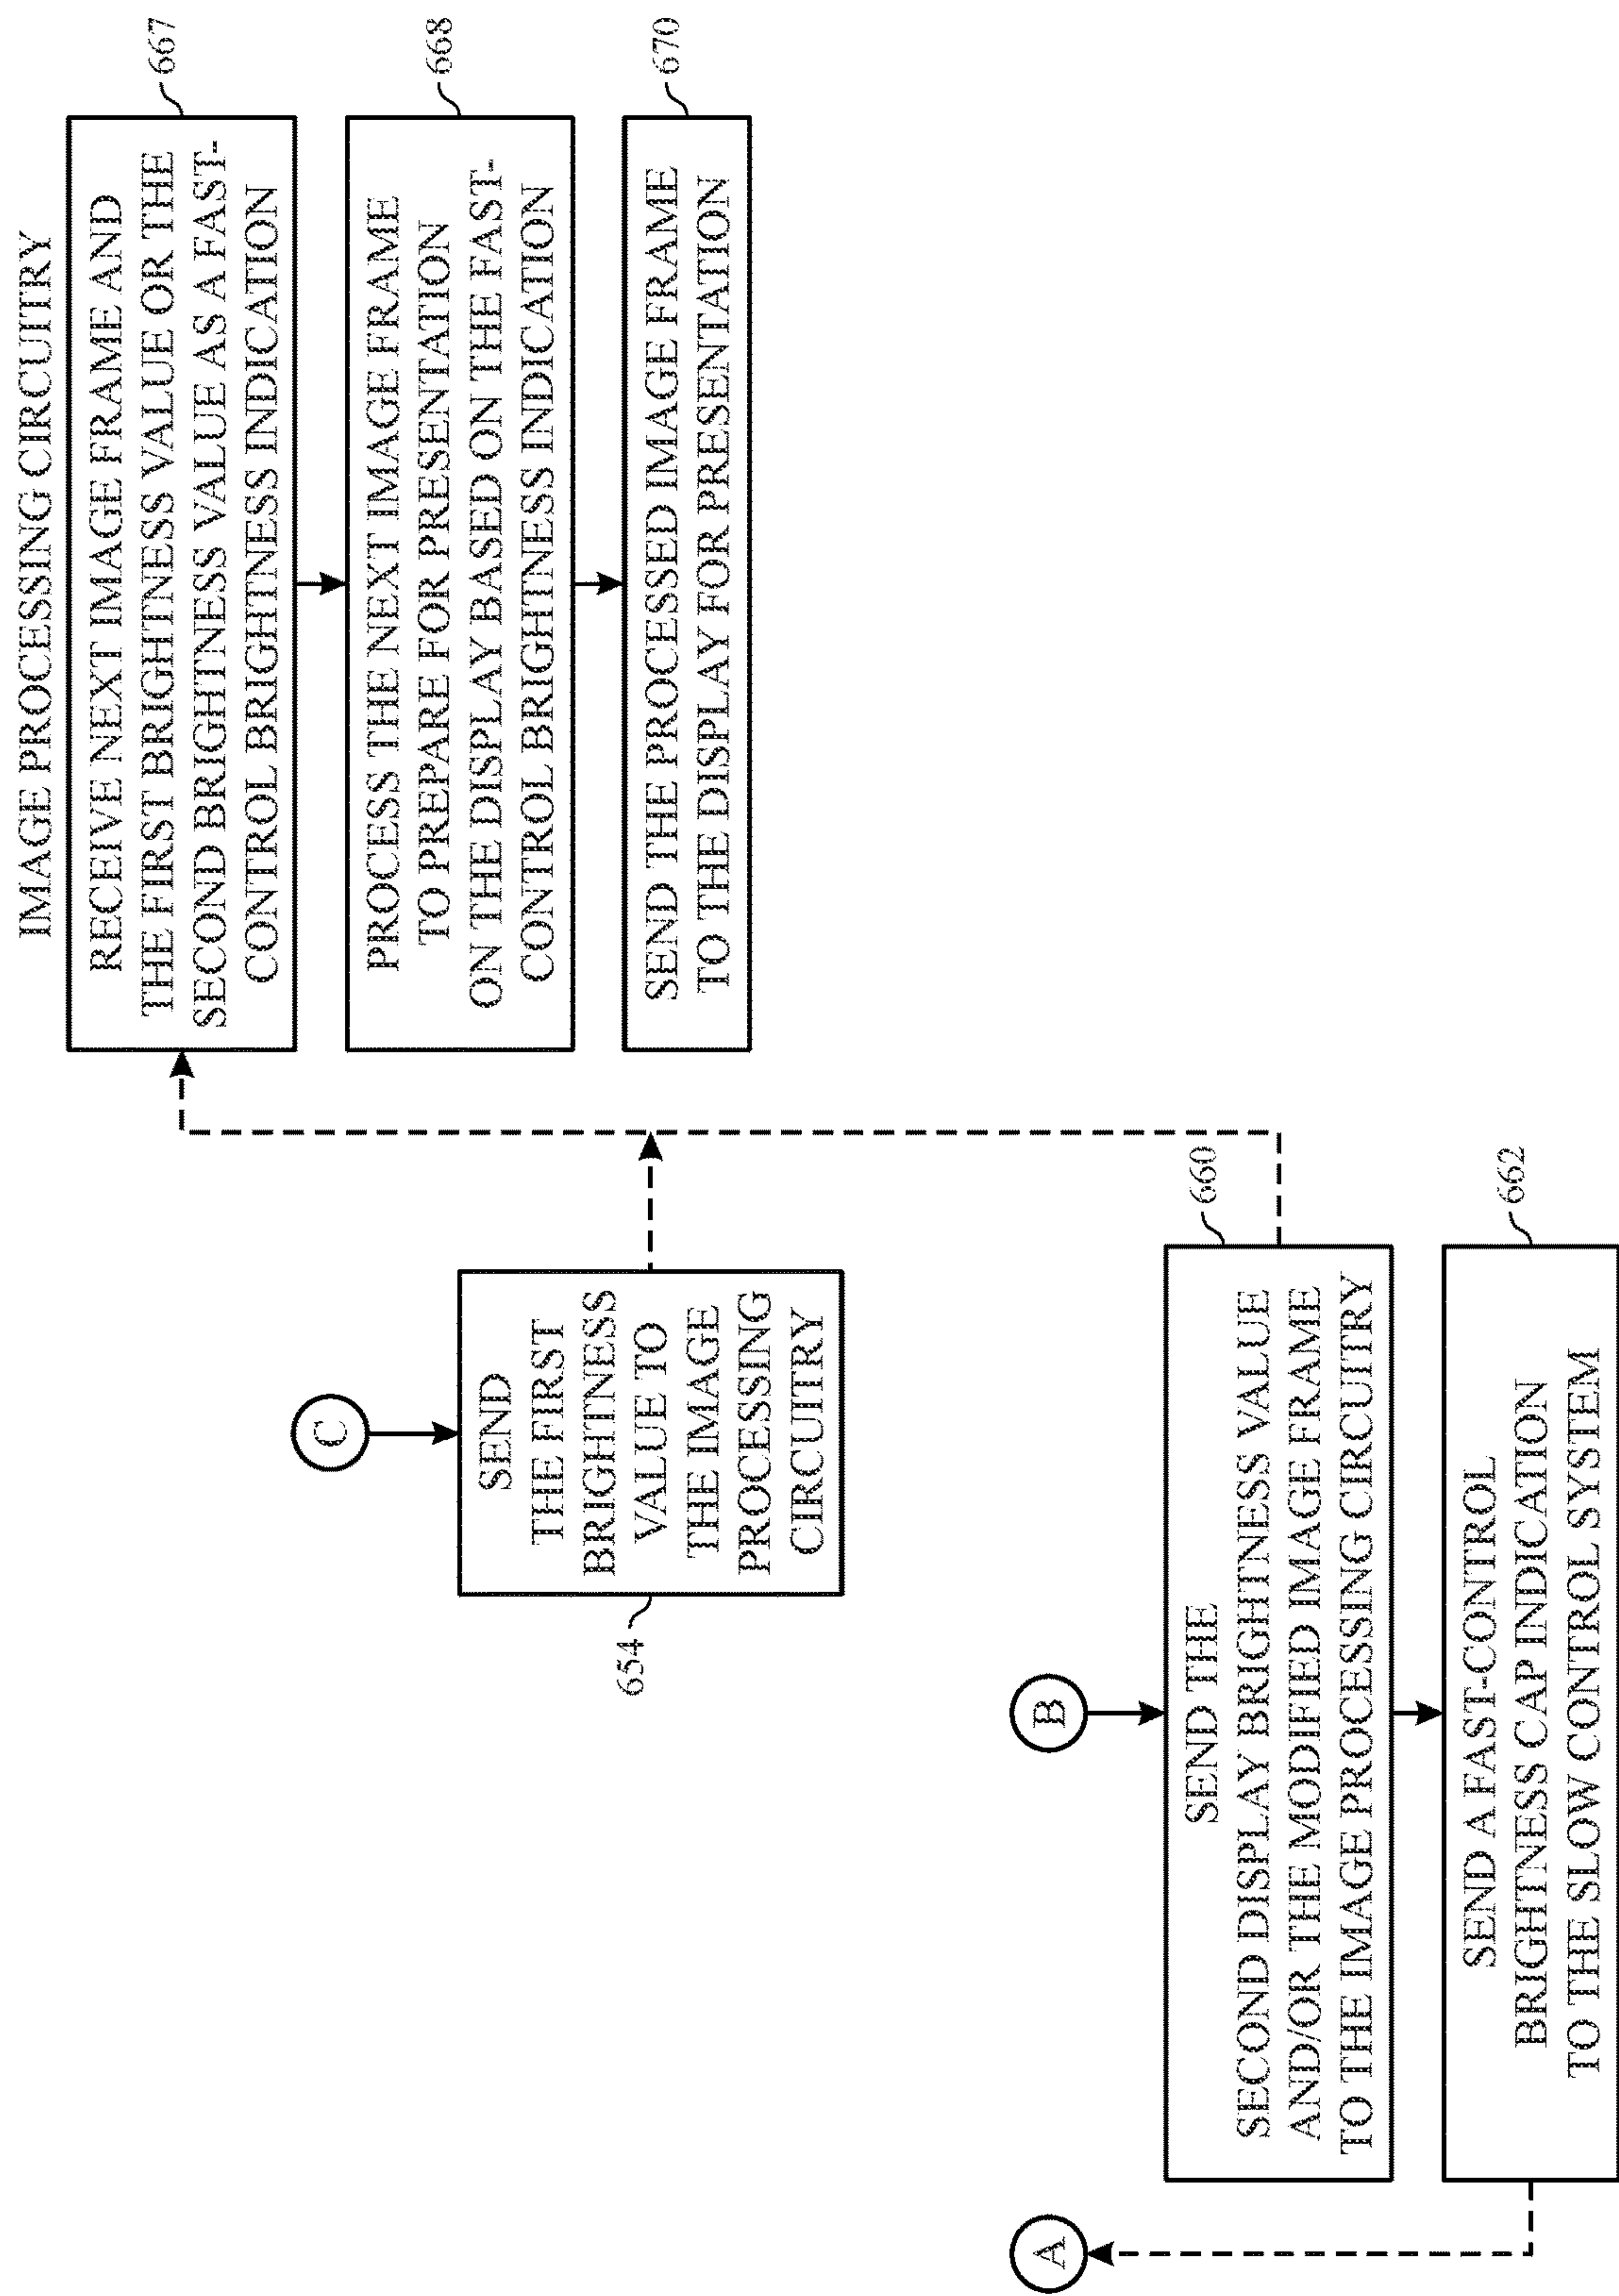 IMAGE PROCESSING CIRCUITRY
RECEIVE NEXT IMAGE FRAME AND
THE FIRST BRIGHTNESS VALUE OR THE
SECOND BRIGHTNESS VALUE AS A FAST-
CONTROL BRIGHTNESS INDICATION
667
PROCESS THE NEXT IMAGE FRAME
TO PREPARE FOR PRESENTATION
ON THE DISPLAY BASED ON THE FAST-
CONTROL BRIGHTNESS INDICATION
668
SEND THE PROCESSED IMAGE FRAME
TO THE DISPLAY FOR PRESENTATION
670
C
SEND
THE FIRST
BRIGHTNESS
VALUE TO
THE IMAGE
PROCESSING
CIRCUITRY
654
B
SEND THE
SECOND DISPLAY BRIGHTNESS VALUE
AND/OR THE MODIFIED IMAGE FRAME
TO THE IMAGE PROCESSING CIRCUITRY
660
SEND A FAST-CONTROL
BRIGHTNESS CAP INDICATION
TO THE SLOW CONTROL SYSTEM
662
A